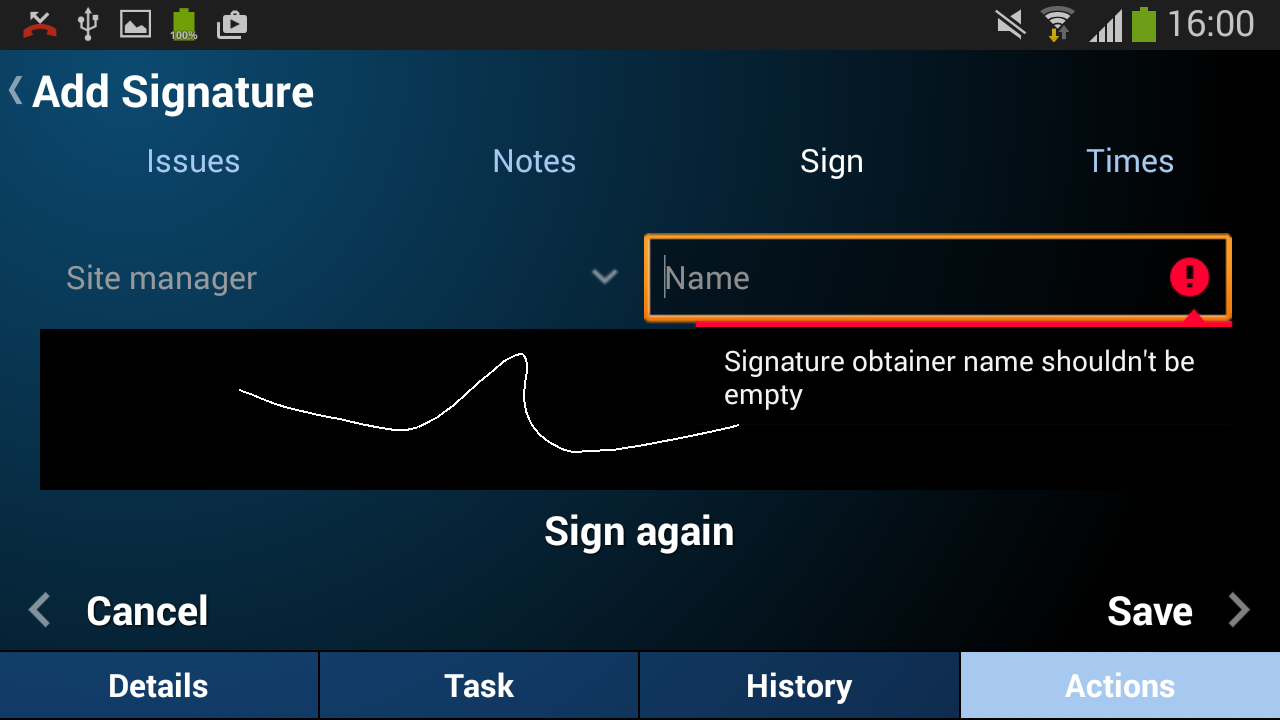 100%
16:00
Add Signature
Issues Notes Sign Times
Site manager Name
Signature obtainer name shouldn't be
empty
Sign again
Cancel Save
Details Task History Actions